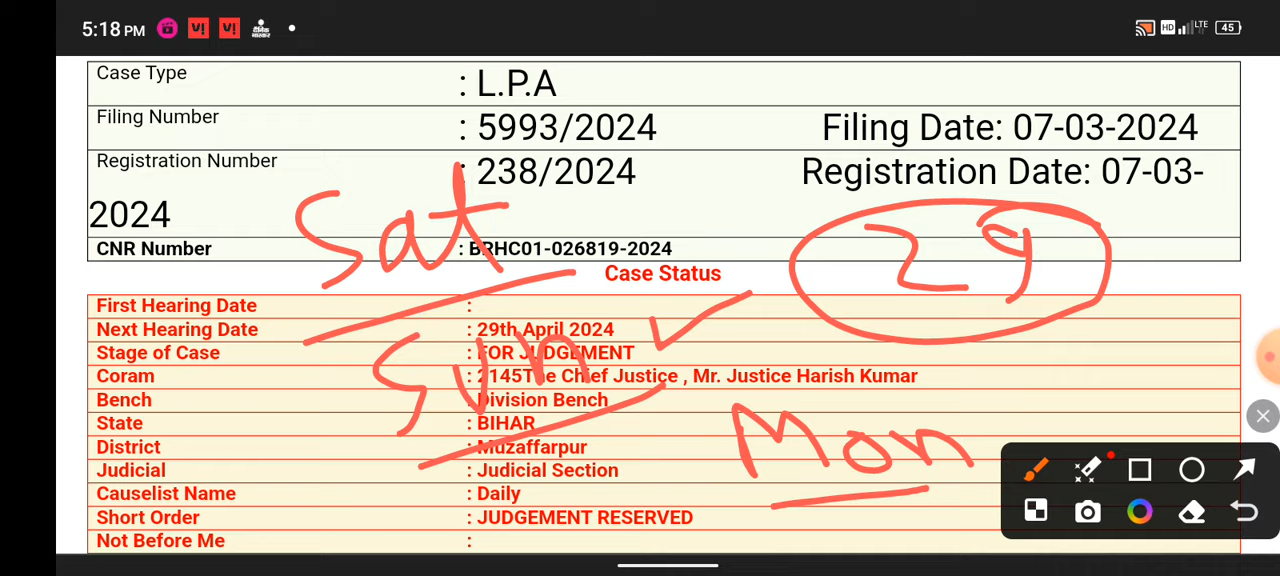 5:18 PM HD LTE 45
Case Type : L.P.A
Filing Number : 5993/2024 Filing Date: 07-03-2024
Registration Number : 238/2024 Registration Date: 07-03-
2024
CNR Number : BRHC01-026819-2024
Sat
29
Case Status
First Hearing Date :
Next Hearing Date : 29th April 2024
Sun
Stage of Case : FOR JUDGEMENT
Coram : 2145The Chief Justice , Mr. Justice Harish Kumar
Bench : Division Bench
State : BIHAR
Mon
District : Muzaffarpur
Judicial : Judicial Section
Causelist Name : Daily
Short Order : JUDGEMENT RESERVED
Not Before Me :